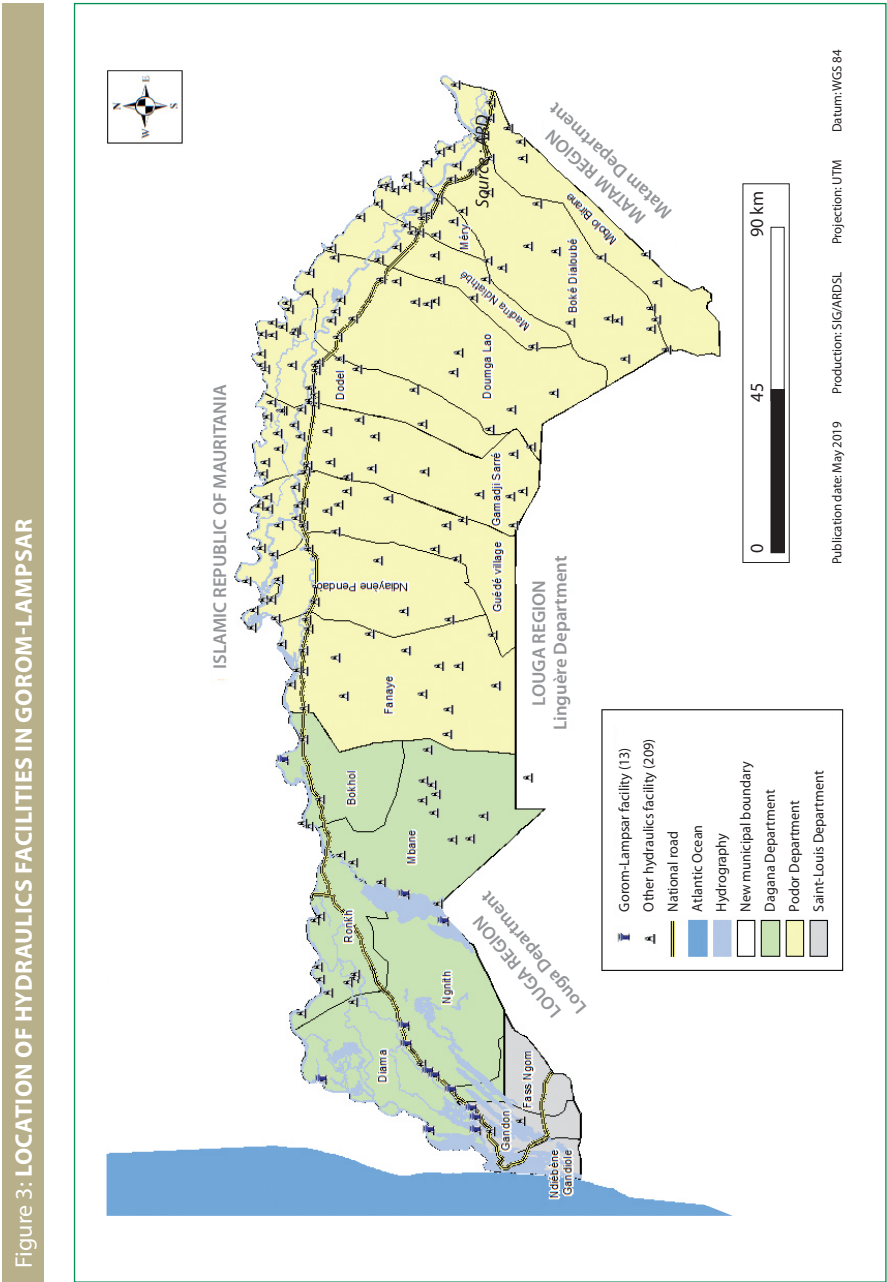 Figure 3: LOCATION OF HYDRAULICS FACILITIES IN GOROM-LAMPSAR
N
W
E
S
ISLAMIC REPUBLIC OF MAURITANIA
Source : ARD
MATAM REGION
Matam Department
Mbolo Birane
Méry
Madina Ndiathbé
Boké Dialoubé
Doumga Lao
Dodel
Gamadji Sarré
Guédé village
Ndiayène Pendao
Fanaye
Bokhol
Mbane
Ronkh
Ngnith
Diama
Fass Ngom
Gandon
Ndiébène
Gandiole
LOUGA REGION
Linguère Department
LOUGA REGION
Louga Department
Gorom-Lampsar facility (13)
Other hydraulics facility (209)
National road
Atlantic Ocean
Hydrography
New municipal boundary
Dagana Department
Podor Department
Saint-Louis Department
0 45 90 km
Publication date: May 2019 Production: SIG/ARDSL Projection: UTM Datum: WGS 84